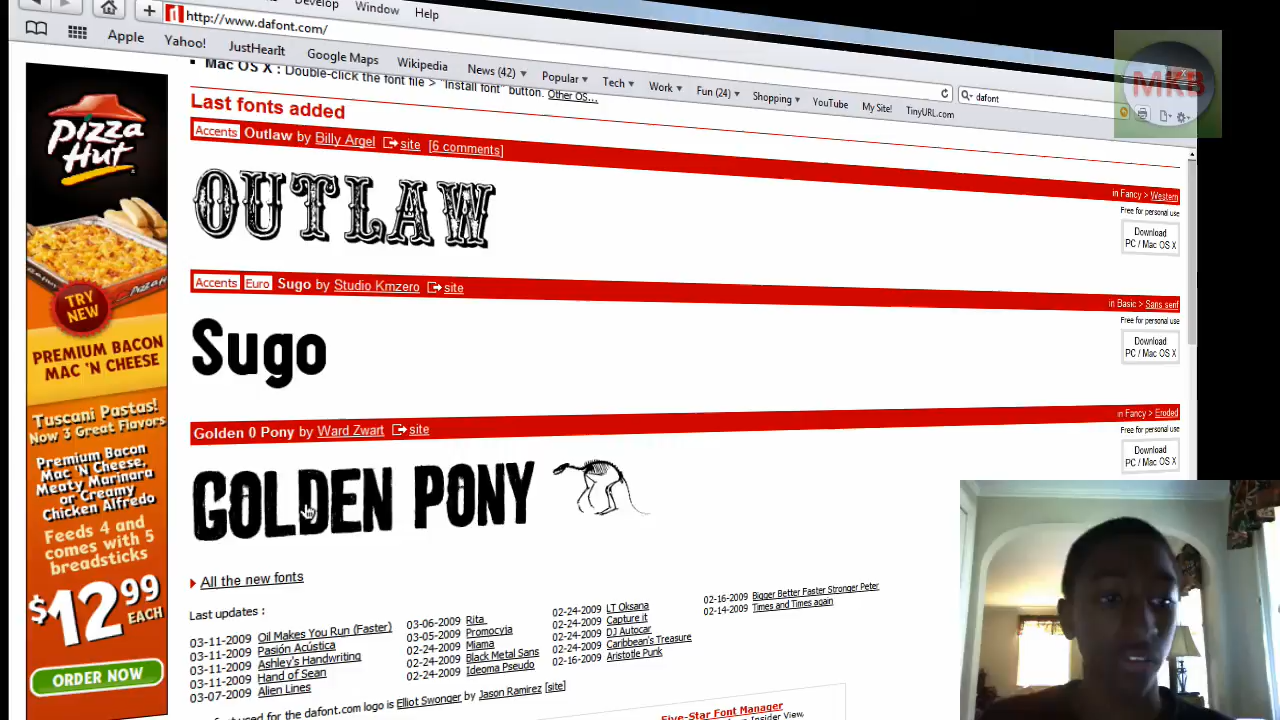 Develop Window Help
http://www.dafont.com/
dafont
Apple Yahoo! JustHearIt Google Maps Wikipedia News (42) Popular Tech Work Fun (24) Shopping YouTube My Site! TinyURL.com
MKB
Mac OS X : Double-click the font file > "Install font" button. Other OS...
Last fonts added
Accents Outlaw by Billy Argel site [6 comments]
in Fancy > Western
Free for personal use
OUTLAW
Download
PC / Mac OS X
Accents Euro Sugo by Studio Kmzero site
in Basic > Sans serif
Free for personal use
Sugo
Download
PC / Mac OS X
Golden 0 Pony by Ward Zwart site
in Fancy > Eroded
Free for personal use
GOLDEN PONY
Download
PC / Mac OS X
All the new fonts
Last updates :
03-11-2009 Oil Makes You Run (Faster)
03-11-2009 Pasión Acústica
03-11-2009 Ashley's Handwriting
03-11-2009 Hand of Sean
03-07-2009 Alien Lines
03-06-2009 Rita
03-05-2009 Promocyja
02-24-2009 Miama
02-24-2009 Black Metal Sans
02-24-2009 Ideoma Pseudo
02-24-2009 LT Oksana
02-24-2009 Capture it
02-24-2009 DJ Autocar
02-24-2009 Caribbean's Treasure
02-16-2009 Aristotle Punk
02-16-2009 Bigger Better Faster Stronger Peter
02-14-2009 Times and Times again
font used for the dafont.com logo is Elliot Swonger by Jason Ramirez [site]
Five-Star Font Manager
Insider View,
Pizza
Hut
TRY
NEW
PREMIUM BACON
MAC 'N CHEESE
Tuscani Pastas!
Now 3 Great Flavors
Premium Bacon
Mac 'N Cheese,
Meaty Marinara
or Creamy
Chicken Alfredo
Feeds 4 and
comes with 5
breadsticks
$12.99
EACH
ORDER NOW